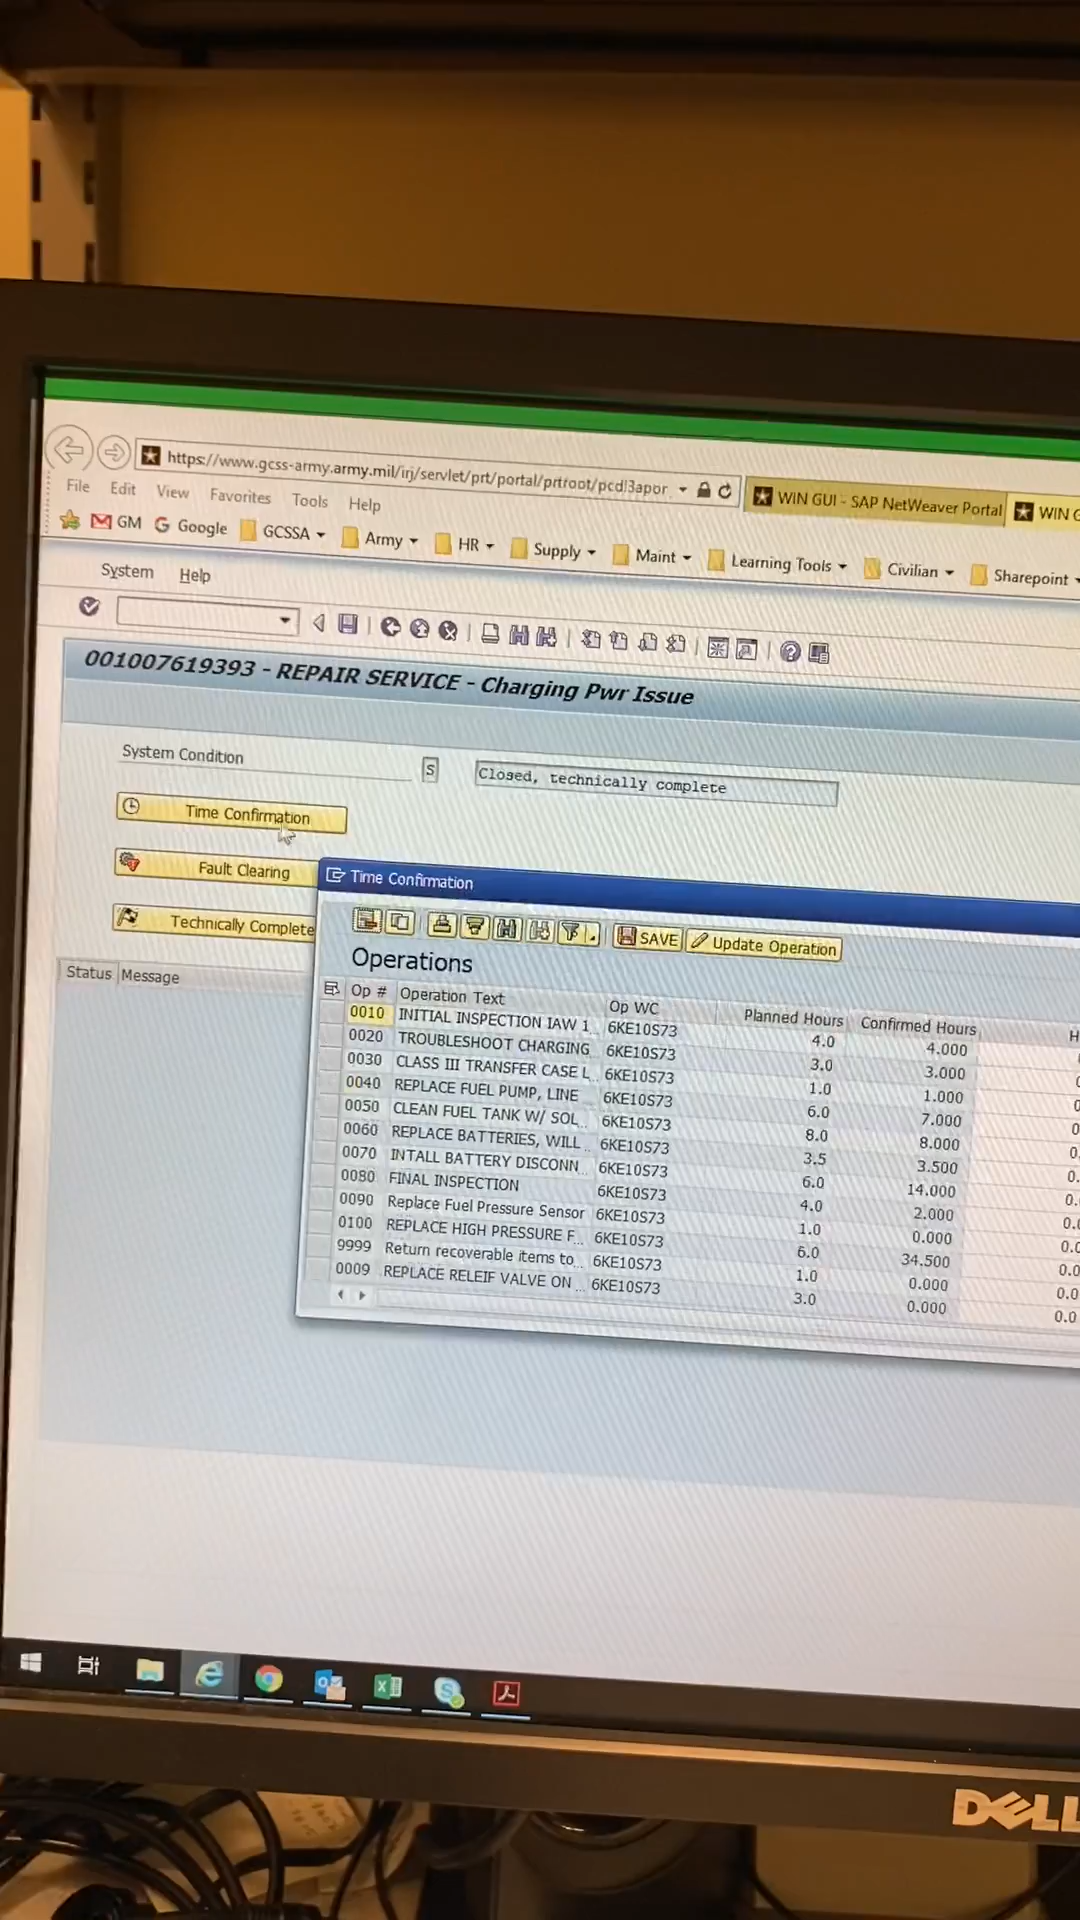 https://www.gcss-army.army.mil/irj/servlet/prt/portal/prtroot/pcd!3apor
WIN GUI - SAP NetWeaver Portal
WIN G
File Edit View Favorites Tools Help
GM Google GCSSA Army HR Supply Maint Learning Tools Civilian Sharepoint
System Help
001007619393 - REPAIR SERVICE - Charging Pwr Issue
System Condition S Closed, technically complete
Time Confirmation
Fault Clearing
Technically Complete
Status Message
Time Confirmation
SAVE Update Operation
Operations
Op # Operation Text Op WC Planned Hours Confirmed Hours H
0010 INITIAL INSPECTION IAW 1... 6KE10S73 4.0 4.000
0020 TROUBLESHOOT CHARGING 6KE10S73 3.0 3.000
0030 CLASS III TRANSFER CASE L... 6KE10S73 1.0 1.000
0040 REPLACE FUEL PUMP, LINE 6KE10S73 6.0 7.000
0050 CLEAN FUEL TANK W/ SOL... 6KE10S73 8.0 8.000
0060 REPLACE BATTERIES, WILL... 6KE10S73 3.5 3.500
0070 INTALL BATTERY DISCONN... 6KE10S73 6.0 14.000
0080 FINAL INSPECTION 6KE10S73 4.0 2.000
0090 Replace Fuel Pressure Sensor 6KE10S73 1.0 0.000 0.0
0100 REPLACE HIGH PRESSURE F... 6KE10S73 6.0 34.500 0.0
9999 Return recoverable items to... 6KE10S73 1.0 0.000 0.0
0009 REPLACE RELEIF VALVE ON ... 6KE10S73 3.0 0.000 0.0
DELL